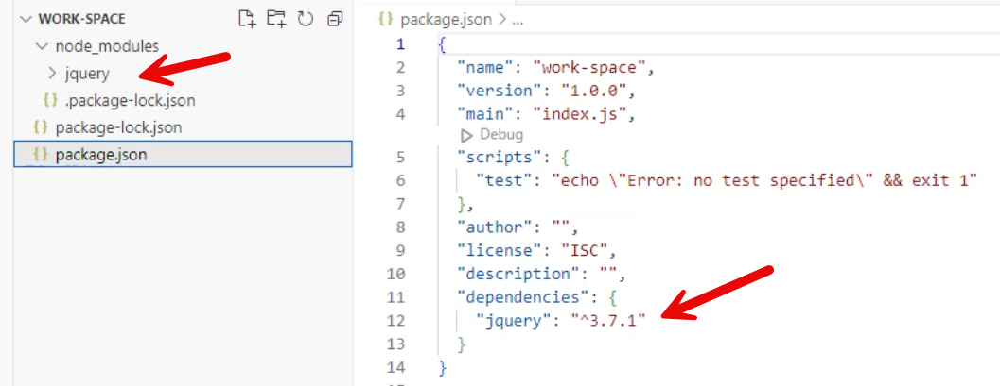 WORK-SPACE
node_modules
jquery
{} .package-lock.json
{} package-lock.json
{} package.json
{} package.json > ...
1 {
2 "name": "work-space",
3 "version": "1.0.0",
4 "main": "index.js",
Debug
5 "scripts": {
6 "test": "echo \"Error: no test specified\" && exit 1"
7 },
8 "author": "",
9 "license": "ISC",
10 "description": "",
11 "dependencies": {
12 "jquery": "^3.7.1"
13 }
14 }